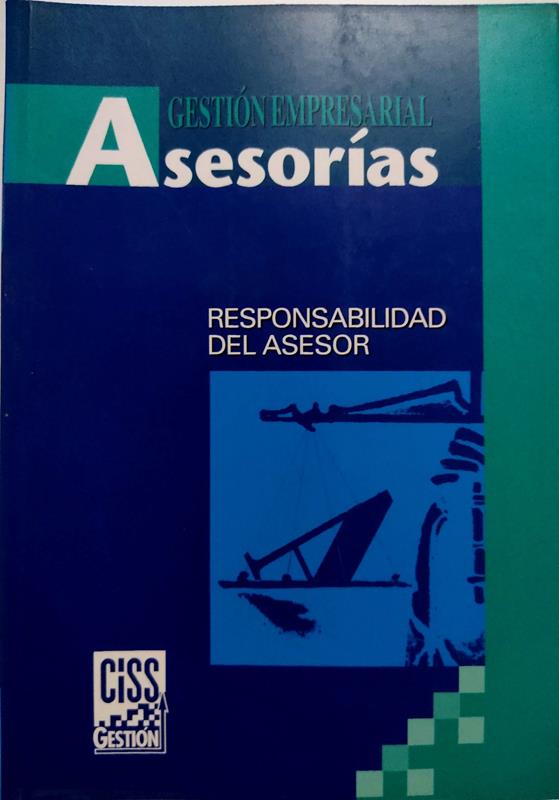 GESTIÓN EMPRESARIAL
Asesorías
RESPONSABILIDAD
DEL ASESOR
CiSS
GESTIÓN